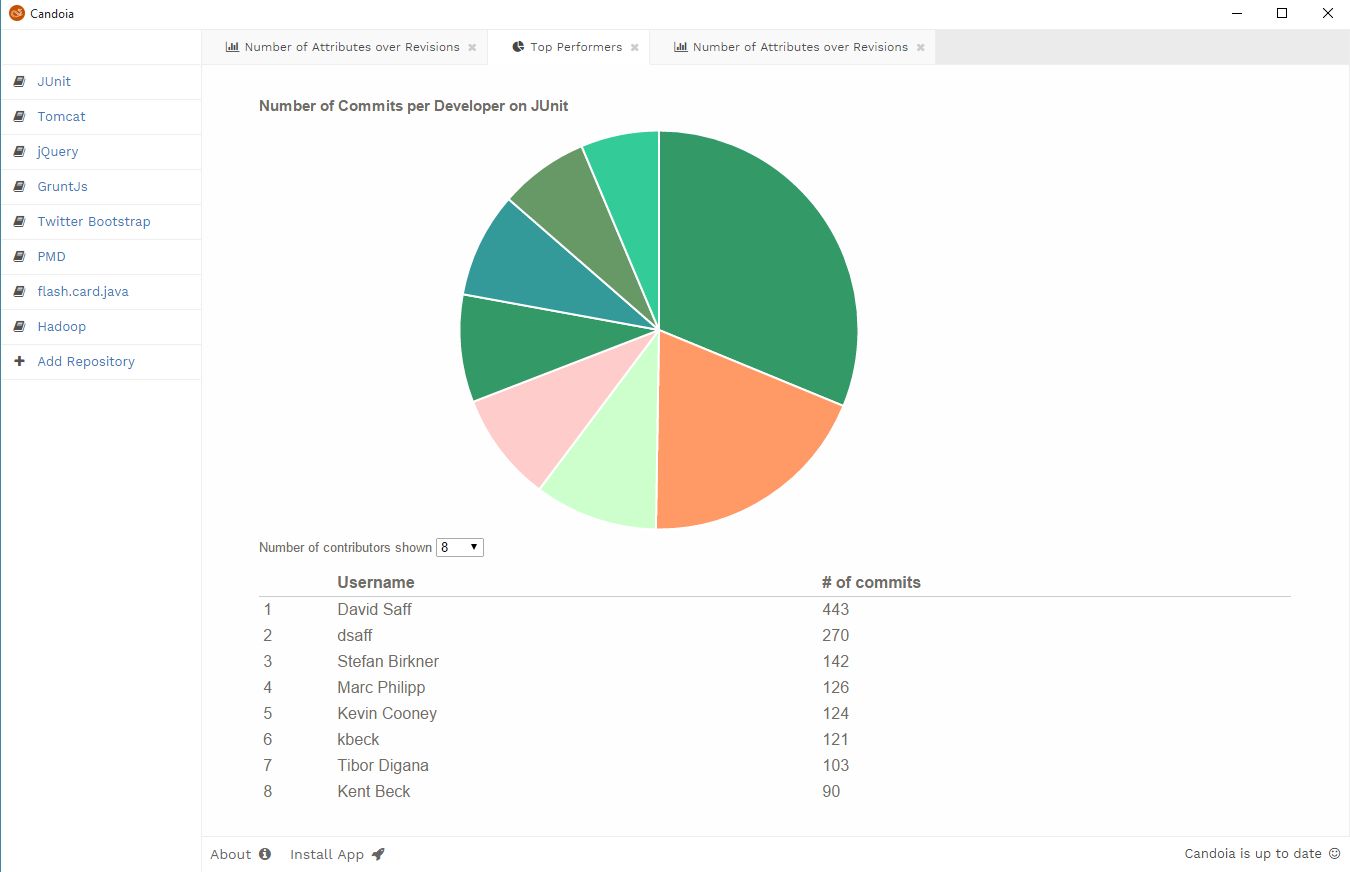 Candoia
Number of Attributes over Revisions
Top Performers
Number of Attributes over Revisions
JUnit
Tomcat
jQuery
GruntJs
Twitter Bootstrap
PMD
flash.card.java
Hadoop
Add Repository
Number of Commits per Developer on JUnit
Number of contributors shown 8
Username # of commits
1 David Saff 443
2 dsaff 270
3 Stefan Birkner 142
4 Marc Philipp 126
5 Kevin Cooney 124
6 kbeck 121
7 Tibor Digana 103
8 Kent Beck 90
About Install App Candoia is up to date